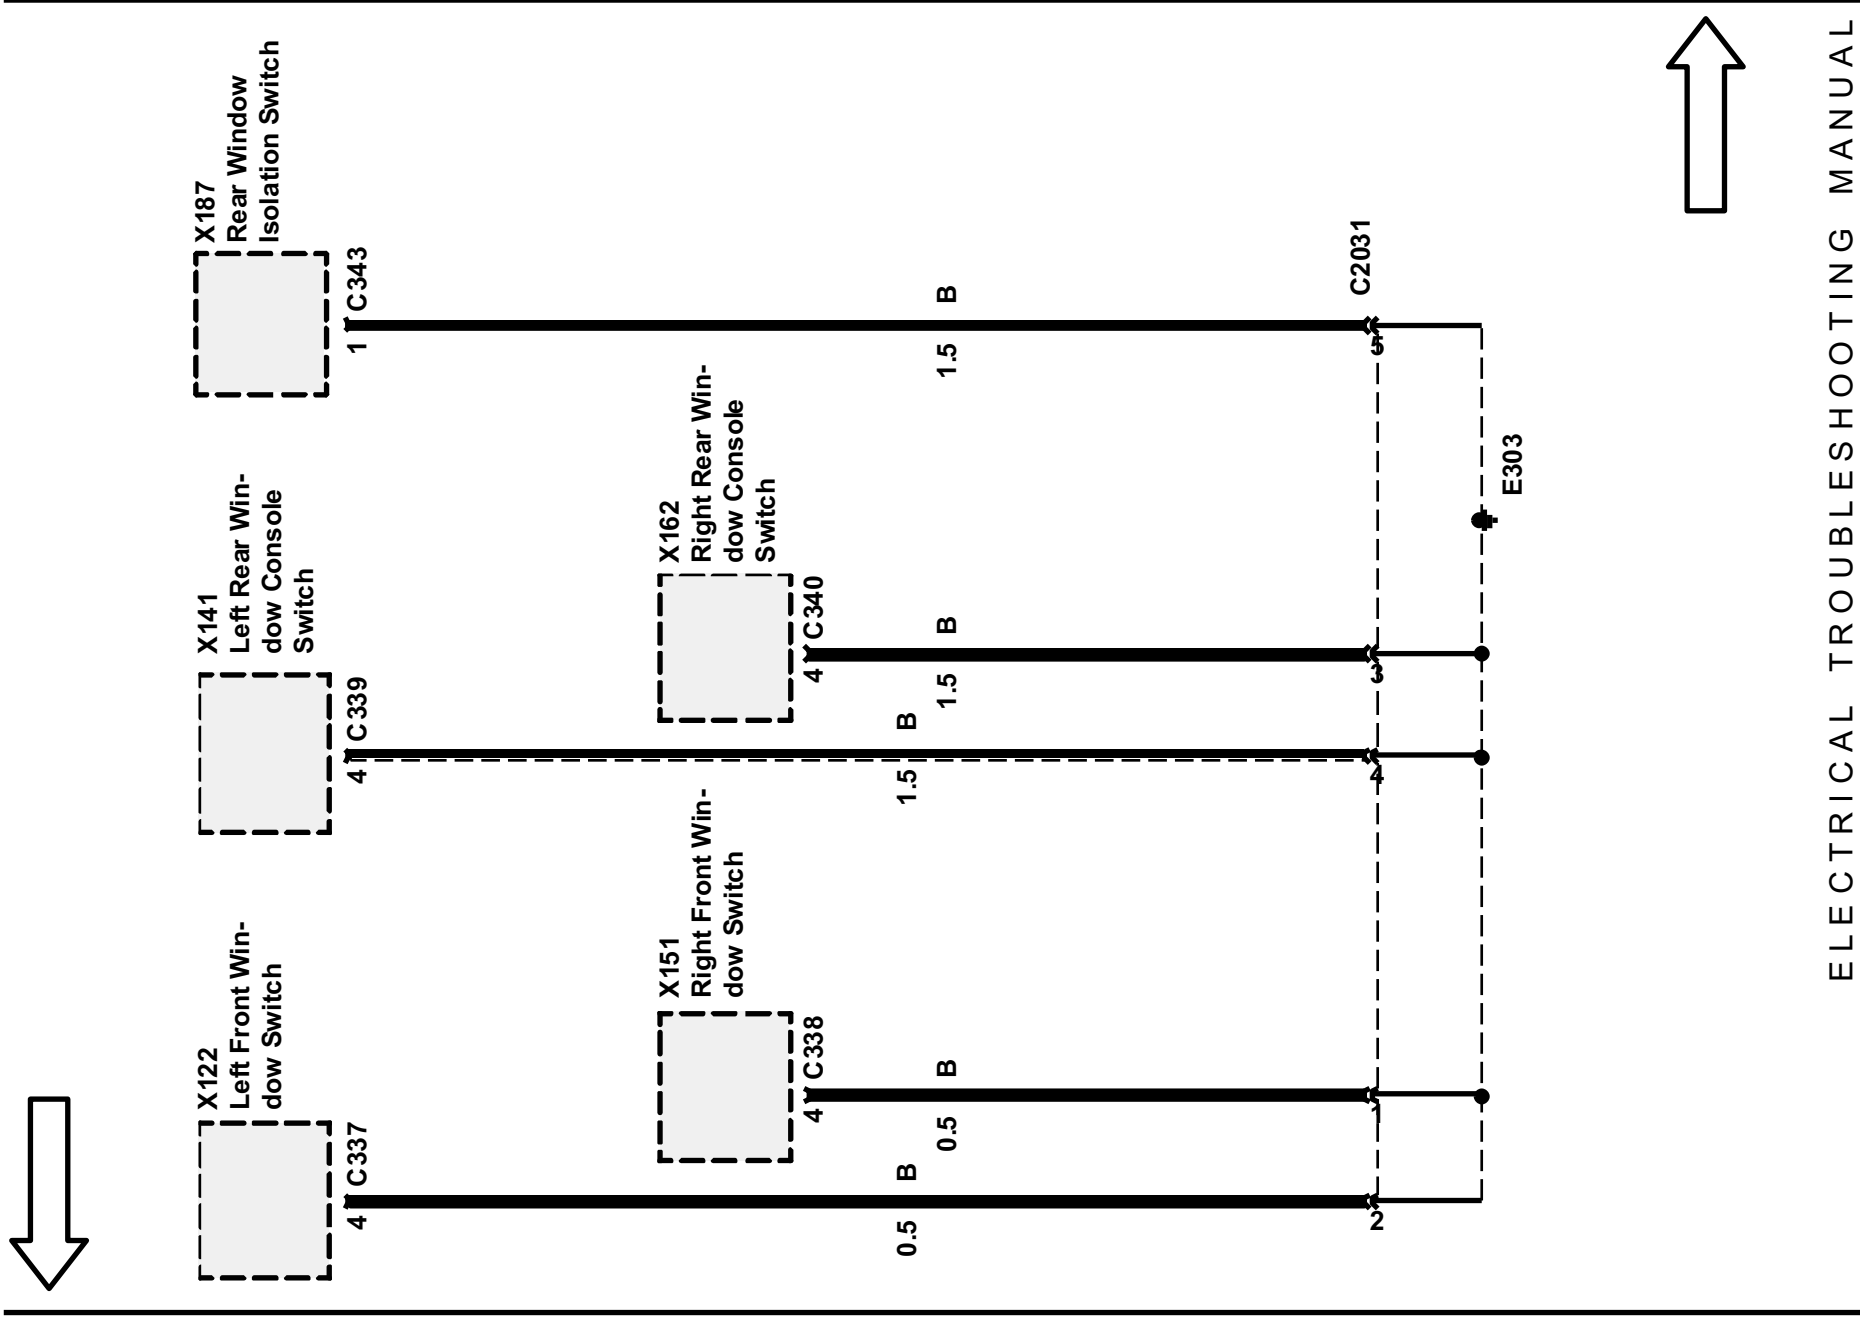 X122
Left Front Win-
dow Switch
X141
Left Rear Win-
dow Console
Switch
X187
Rear Window
Isolation Switch
4 C337
4 C339
1 C343
X151
Right Front Win-
dow Switch
X162
Right Rear Win-
dow Console
Switch
4 C338
4 C340
0.5 B
1.5 B
0.5 B
1.5 B
1.5 B
C2031
2
1
4
3
5
E303
ELECTRICAL TROUBLESHOOTING MANUAL